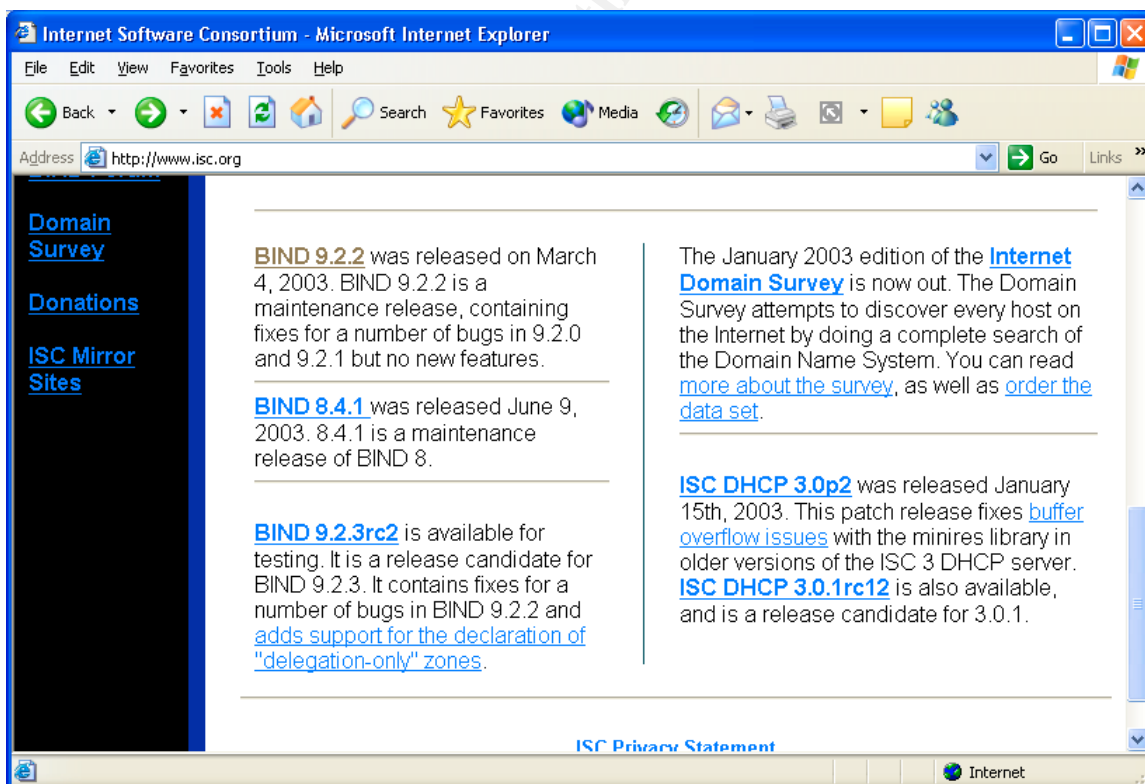 Internet Software Consortium - Microsoft Internet Explorer
File Edit View Favorites Tools Help
Back Search Favorites Media
Address http://www.isc.org Go Links »
Domain
Survey
Donations
ISC Mirror
Sites
BIND 9.2.2 was released on March
4, 2003. BIND 9.2.2 is a
maintenance release, containing
fixes for a number of bugs in 9.2.0
and 9.2.1 but no new features.
BIND 8.4.1 was released June 9,
2003. 8.4.1 is a maintenance
release of BIND 8.
BIND 9.2.3rc2 is available for
testing. It is a release candidate for
BIND 9.2.3. It contains fixes for a
number of bugs in BIND 9.2.2 and
adds support for the declaration of
"delegation-only" zones.
The January 2003 edition of the Internet
Domain Survey is now out. The Domain
Survey attempts to discover every host on
the Internet by doing a complete search of
the Domain Name System. You can read
more about the survey, as well as order the
data set.
ISC DHCP 3.0p2 was released January
15th, 2003. This patch release fixes buffer
overflow issues with the minires library in
older versions of the ISC 3 DHCP server.
ISC DHCP 3.0.1rc12 is also available,
and is a release candidate for 3.0.1.
ISC Privacy Statement
Internet